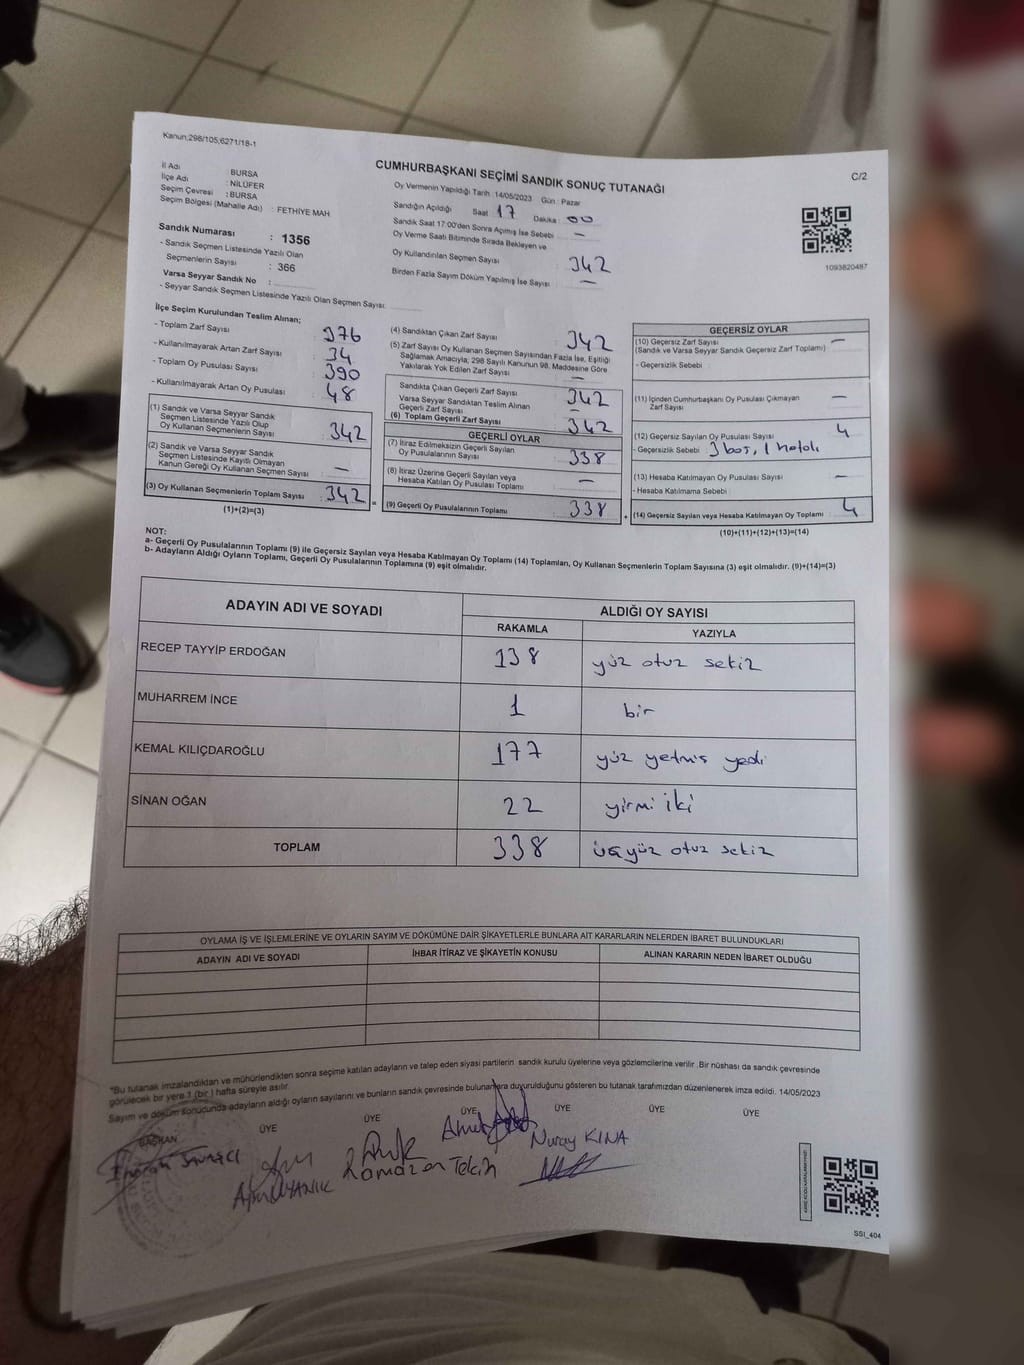 Kanun:298/105,6271/18-1
CUMHURBAŞKANI SEÇİMİ SANDIK SONUÇ TUTANAĞI
C/2
İl Adı : BURSA
İlçe Adı : NİLÜFER
Seçim Çevresi : BURSA
Seçim Bölgesi (Mahalle Adı) : FETHİYE MAH.
Sandık Numarası : 1356
- Sandık Seçmen Listesinde Yazılı Olan
Seçmenlerin Sayısı : 366
Varsa Seyyar Sandık No :
- Seyyar Sandık Seçmen Listesinde Yazılı Olan Seçmen Sayısı:
Oy Vermenin Yapıldığı Tarih :14/05/2023 Gün : Pazar
Sandığın Açıldığı Saat : 17 Dakika : 00
Sandık Saat 17:00'den Sonra Açılmış İse Sebebi : —
Oy Verme Saati Bitiminde Sırada Bekleyen ve
Oy Kullandırılan Seçmen Sayısı : 342
Birden Fazla Sayım Döküm Yapılmış İse Sayısı : —
1093820487
İlçe Seçim Kurulundan Teslim Alınan;
- Toplam Zarf Sayısı : 376
- Kullanılmayarak Artan Zarf Sayısı : 34
- Toplam Oy Pusulası Sayısı : 390
- Kullanılmayarak Artan Oy Pusulası : 48
(1) Sandık ve Varsa Seyyar Sandık
Seçmen Listesinde Yazılı Olup
Oy Kullanan Seçmenlerin Sayısı : 342
(2) Sandık ve Varsa Seyyar Sandık
Seçmen Listesinde Kayıtlı Olmayan
Kanun Gereği Oy Kullanan Seçmen Sayısı : —
(3) Oy Kullanan Seçmenlerin Toplam Sayısı : 342
(1)+(2)=(3)
(4) Sandıktan Çıkan Zarf Sayısı : 342
(5) Zarf Sayısı Oy Kullanan Seçmen Sayısından Fazla İse, Eşitliği
Sağlamak Amacıyla, 298 Sayılı Kanunun 98. Maddesine Göre
Yakılarak Yok Edilen Zarf Sayısı : —
Sandıkta Çıkan Geçerli Zarf Sayısı : 342
Varsa Seyyar Sandıktan Teslim Alınan
Geçerli Zarf Sayısı : —
(6) Toplam Geçerli Zarf Sayısı : 342
GEÇERLİ OYLAR
(7) İtiraz Edilmeksizin Geçerli Sayılan
Oy Pusulalarının Sayısı : 338
(8) İtiraz Üzerine Geçerli Sayılan veya
Hesaba Katılan Oy Pusulası Toplamı : —
(9) Geçerli Oy Pusulalarının Toplamı : 338
GEÇERSİZ OYLAR
(10) Geçersiz Zarf Sayısı : —
(Sandık ve Varsa Seyyar Sandık Geçersiz Zarf Toplamı)
- Geçersizlik Sebebi :
(11) İçinden Cumhurbaşkanı Oy Pusulası Çıkmayan
Zarf Sayısı : —
(12) Geçersiz Sayılan Oy Pusulası Sayısı : 4
- Geçersizlik Sebebi : 3 boş, 1 hatalı
(13) Hesaba Katılmayan Oy Pusulası Sayısı : —
- Hesaba Katılmama Sebebi :
(14) Geçersiz Sayılan veya Hesaba Katılmayan Oy Toplamı : 4
(10)+(11)+(12)+(13)=(14)
NOT:
a- Geçerli Oy Pusulalarının Toplamı (9) ile Geçersiz Sayılan veya Hesaba Katılmayan Oy Toplamı (14) Toplamları, Oy Kullanan Seçmenlerin Toplam Sayısına (3) eşit olmalıdır. (9)+(14)=(3)
b- Adayların Aldığı Oyların Toplamı, Geçerli Oy Pusulalarının Toplamına (9) eşit olmalıdır.
ADAYIN ADI VE SOYADI ALDIĞI OY SAYISI
RAKAMLA YAZIYLA
RECEP TAYYİP ERDOĞAN 138 yüz otuz sekiz
MUHARREM İNCE 1 bir
KEMAL KILIÇDAROĞLU 177 yüz yetmiş yedi
SİNAN OĞAN 22 yirmi iki
TOPLAM 338 üçyüz otuz sekiz
OYLAMA İŞ VE İŞLEMLERİNE VE OYLARIN SAYIM VE DÖKÜMÜNE DAİR ŞİKAYETLERLE BUNLARA AİT KARARLARIN NELERDEN İBARET BULUNDUKLARI
ADAYIN ADI VE SOYADI İHBAR İTİRAZ VE ŞİKAYETİN KONUSU ALINAN KARARIN NEDEN İBARET OLDUĞU
*Bu tutanak imzalandıktan ve mühürlendikten sonra seçime katılan adayların ve talep eden siyasi partilerin sandık kurulu üyelerine veya gözlemcilerine verilir .Bir nüshası da sandık çevresinde
görülecek bir yere 1 (bir ) hafta süreyle asılır.
Sayım ve döküm sonucunda adayların aldığı oyların sayılarını ve bunların sandık çevresinde bulunanlara duyurulduğunu gösteren bu tutanak tarafımızdan düzenlenerek imza edildi. 14/05/2023
BAŞKAN ÜYE ÜYE ÜYE ÜYE ÜYE ÜYE
Ramazan Tekin
Nuray KINA
SSI_404